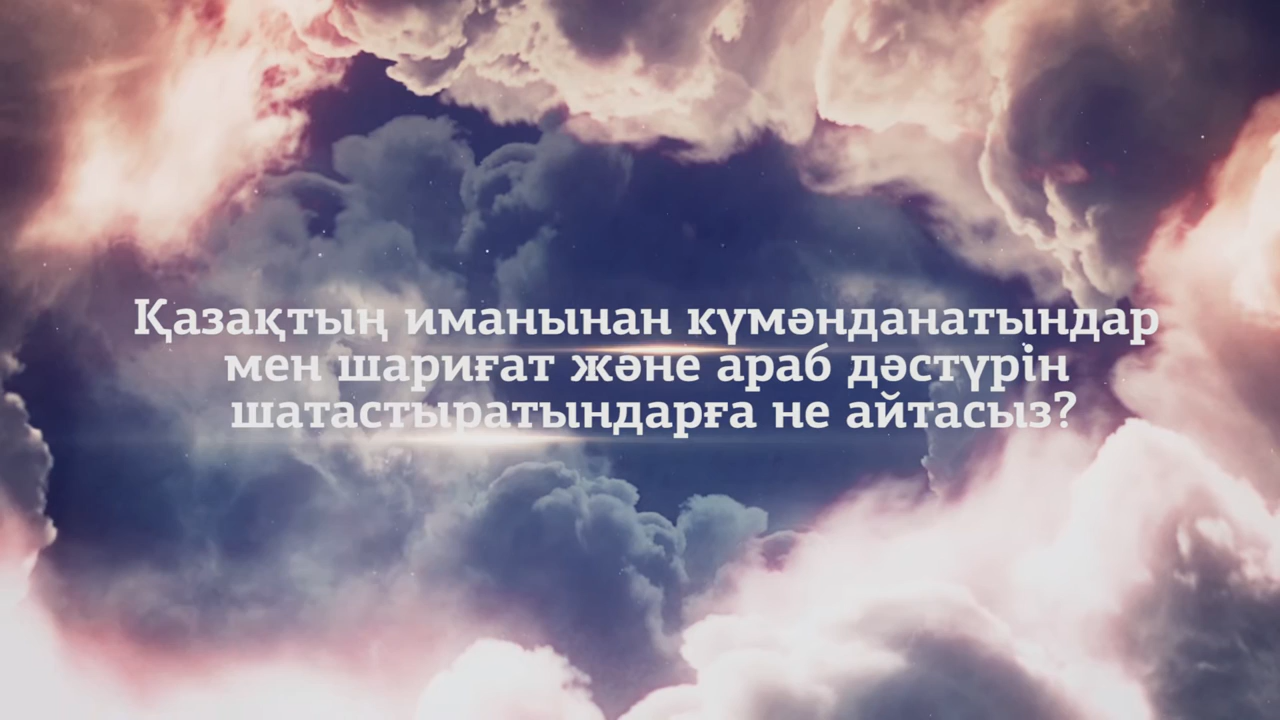 Қазақтың иманынан күмәнданатындар
мен шариғат және араб дәстүрін
шатастыратындарға не айтасыз?